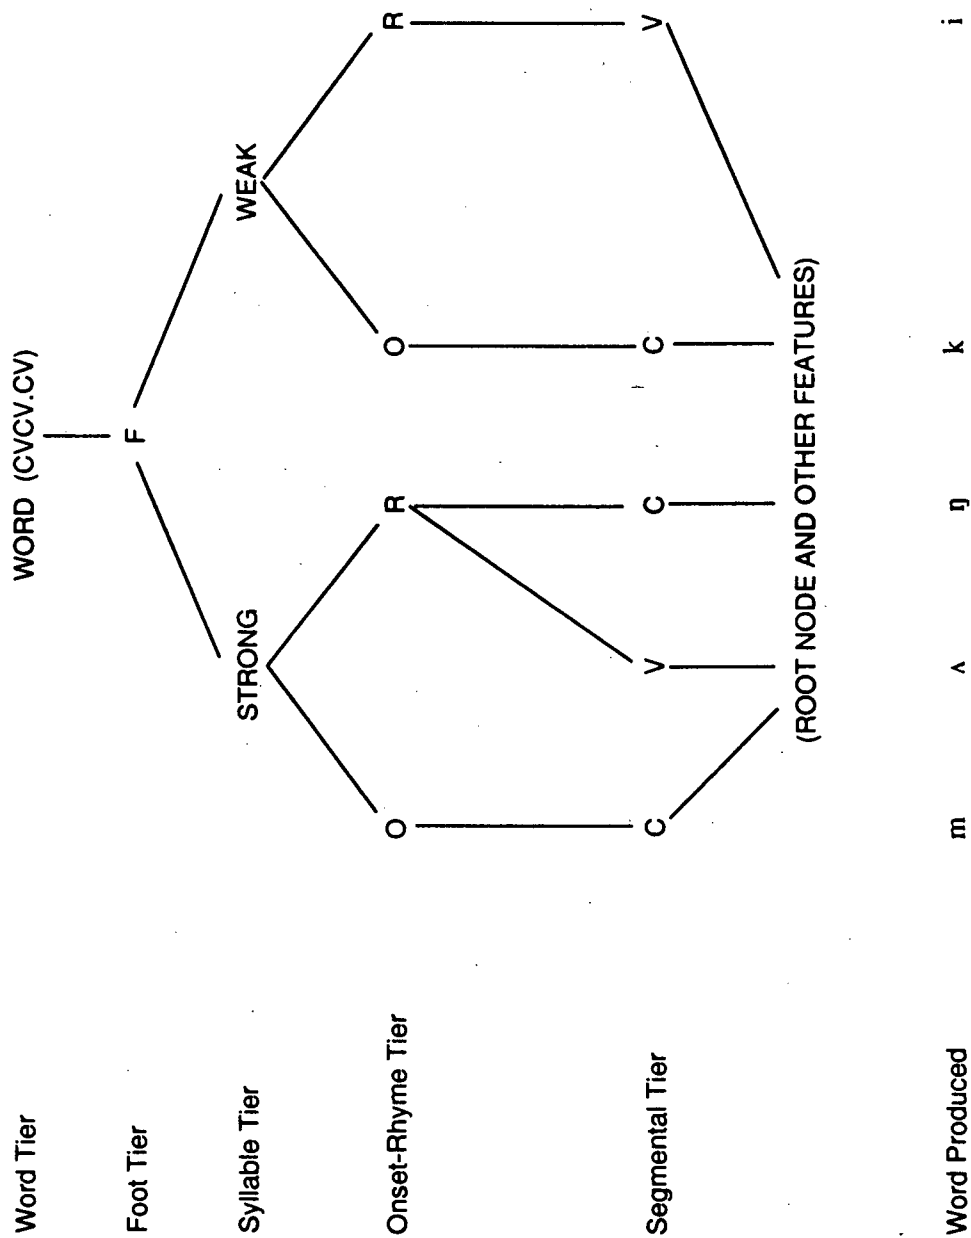 Word Tier WORD (CVCV.CV)
Foot Tier F
Syllable Tier STRONG WEAK
Onset-Rhyme Tier O R O R
Segmental Tier C V C C V
(ROOT NODE AND OTHER FEATURES)
Word Produced m ʌ ŋ k i